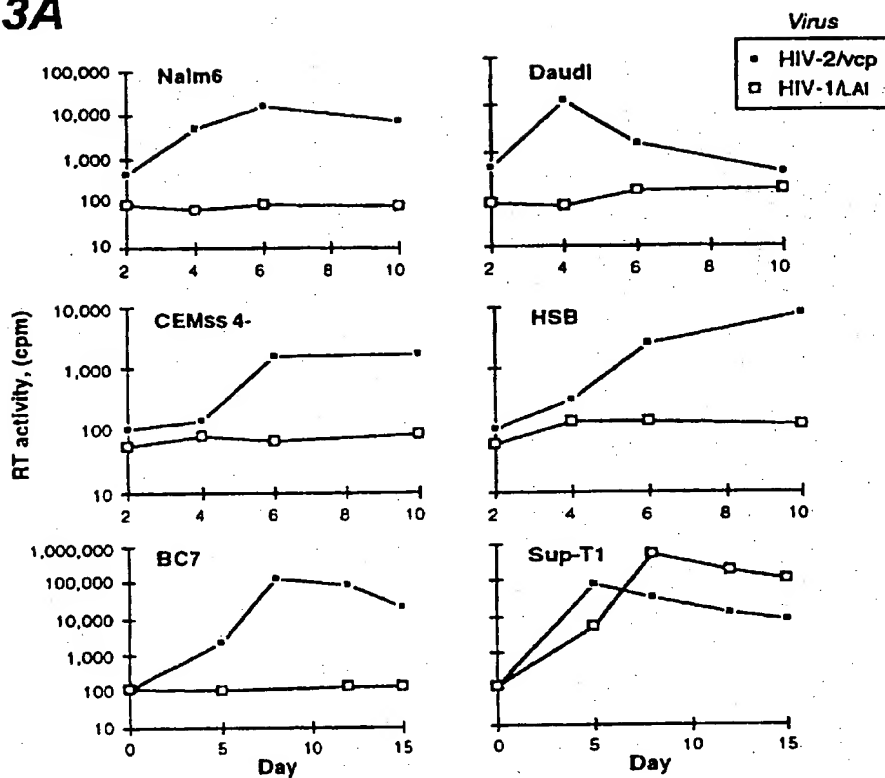 3A
Virus
HIV-2/vcp
HIV-1/LAI
Nalm6
100,000
10,000
1,000
100
10
2 4 6 8 10
Daudi
2 4 6 8 10
RT activity, (cpm)
CEMss 4-
10,000
1,000
100
10
2 4 6 8 10
HSB
2 4 6 8 10
BC7
1,000,000
100,000
10,000
1,000
100
10
0 5 10 15
Day
Sup-T1
0 5 10 15
Day